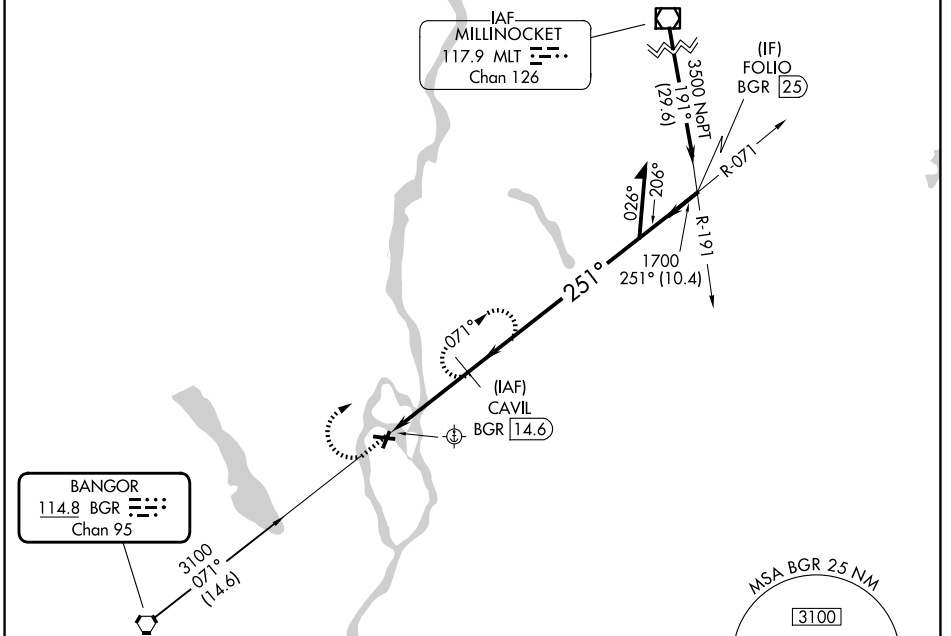 IAF
MILLINOCKET
117.9 MLT
Chan 126
3500 NoPT
191°
(29.6)
(IF)
FOLIO
BGR 25
R-071
026°
206°
R-191
1700
251° (10.4)
251°
071°
(IAF)
CAVIL
BGR 14.6
BANGOR
114.8 BGR
Chan 95
3100
071°
(14.6)
MSA BGR 25 NM
3100